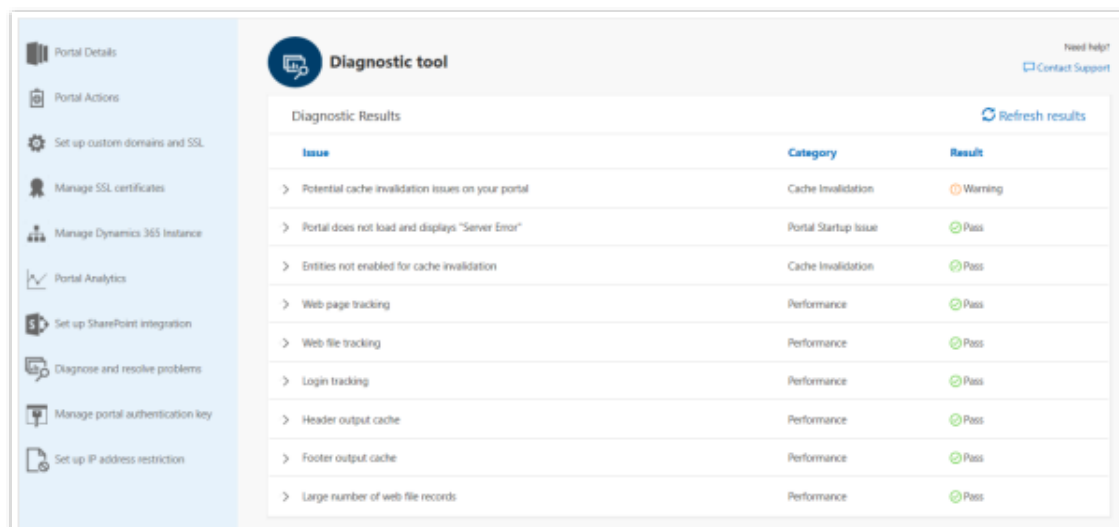 Portal Details
Portal Actions
Set up custom domains and SSL
Manage SSL certificates
Manage Dynamics 365 Instance
Portal Analytics
Set up SharePoint integration
Diagnose and resolve problems
Manage portal authentication key
Set up IP address restriction
Diagnostic tool
Need help?
Contact Support
Diagnostic Results
Refresh results
Issue Category Result
Potential cache invalidation issues on your portal Cache Invalidation Warning
Portal does not load and displays "Server Error" Portal Startup Issue Pass
Entities not enabled for cache invalidation Cache Invalidation Pass
Web page tracking Performance Pass
Web file tracking Performance Pass
Login tracking Performance Pass
Header output cache Performance Pass
Footer output cache Performance Pass
Large number of web file records Performance Pass